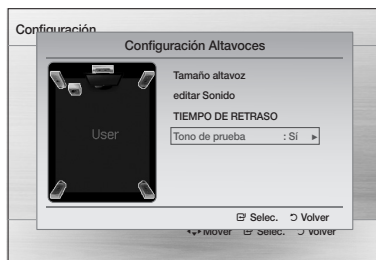 Configuración
Configuración Altavoces
Tamaño altavoz
editar Sonido
TIEMPO DE RETRASO
User
Tono de prueba : Sí ►
Selec. Volver
Mover Selec. Volver